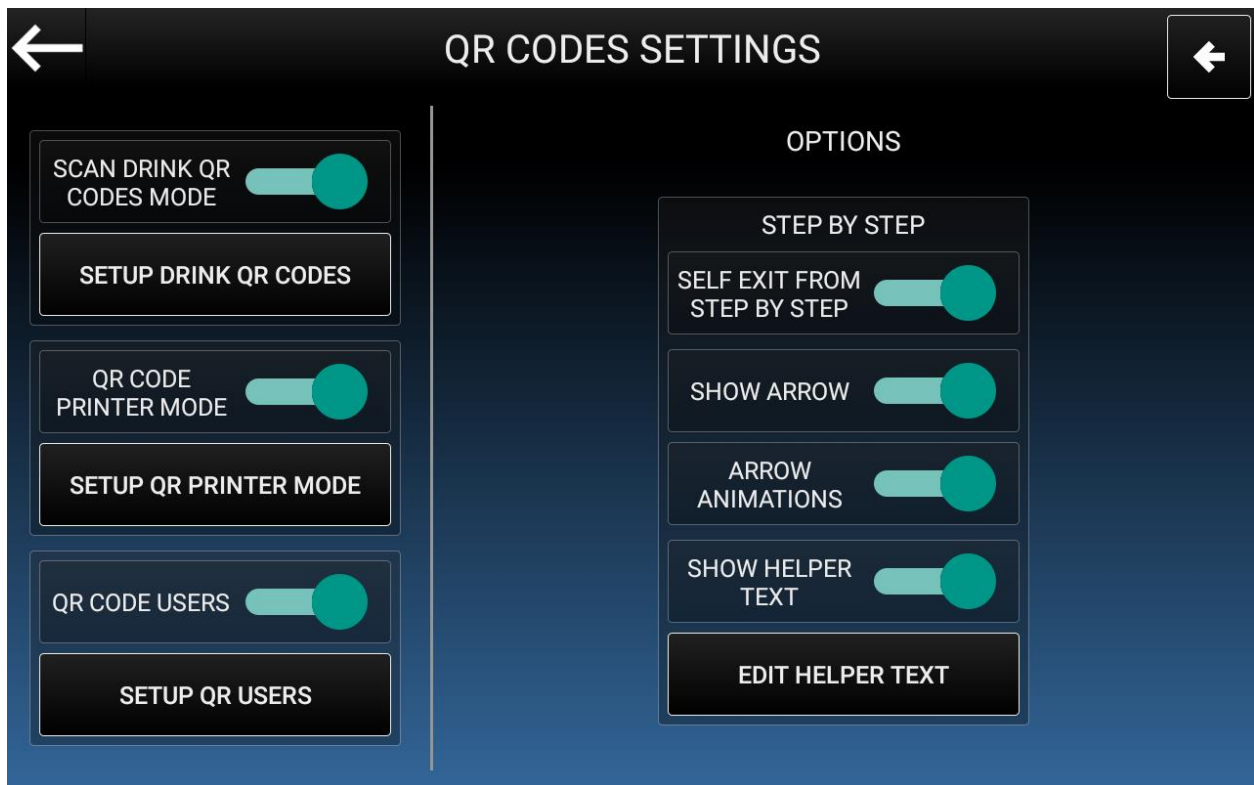 QR CODES SETTINGS
SCAN DRINK QR
CODES MODE
SETUP DRINK QR CODES
QR CODE
PRINTER MODE
SETUP QR PRINTER MODE
QR CODE USERS
SETUP QR USERS
OPTIONS
STEP BY STEP
SELF EXIT FROM
STEP BY STEP
SHOW ARROW
ARROW
ANIMATIONS
SHOW HELPER
TEXT
EDIT HELPER TEXT